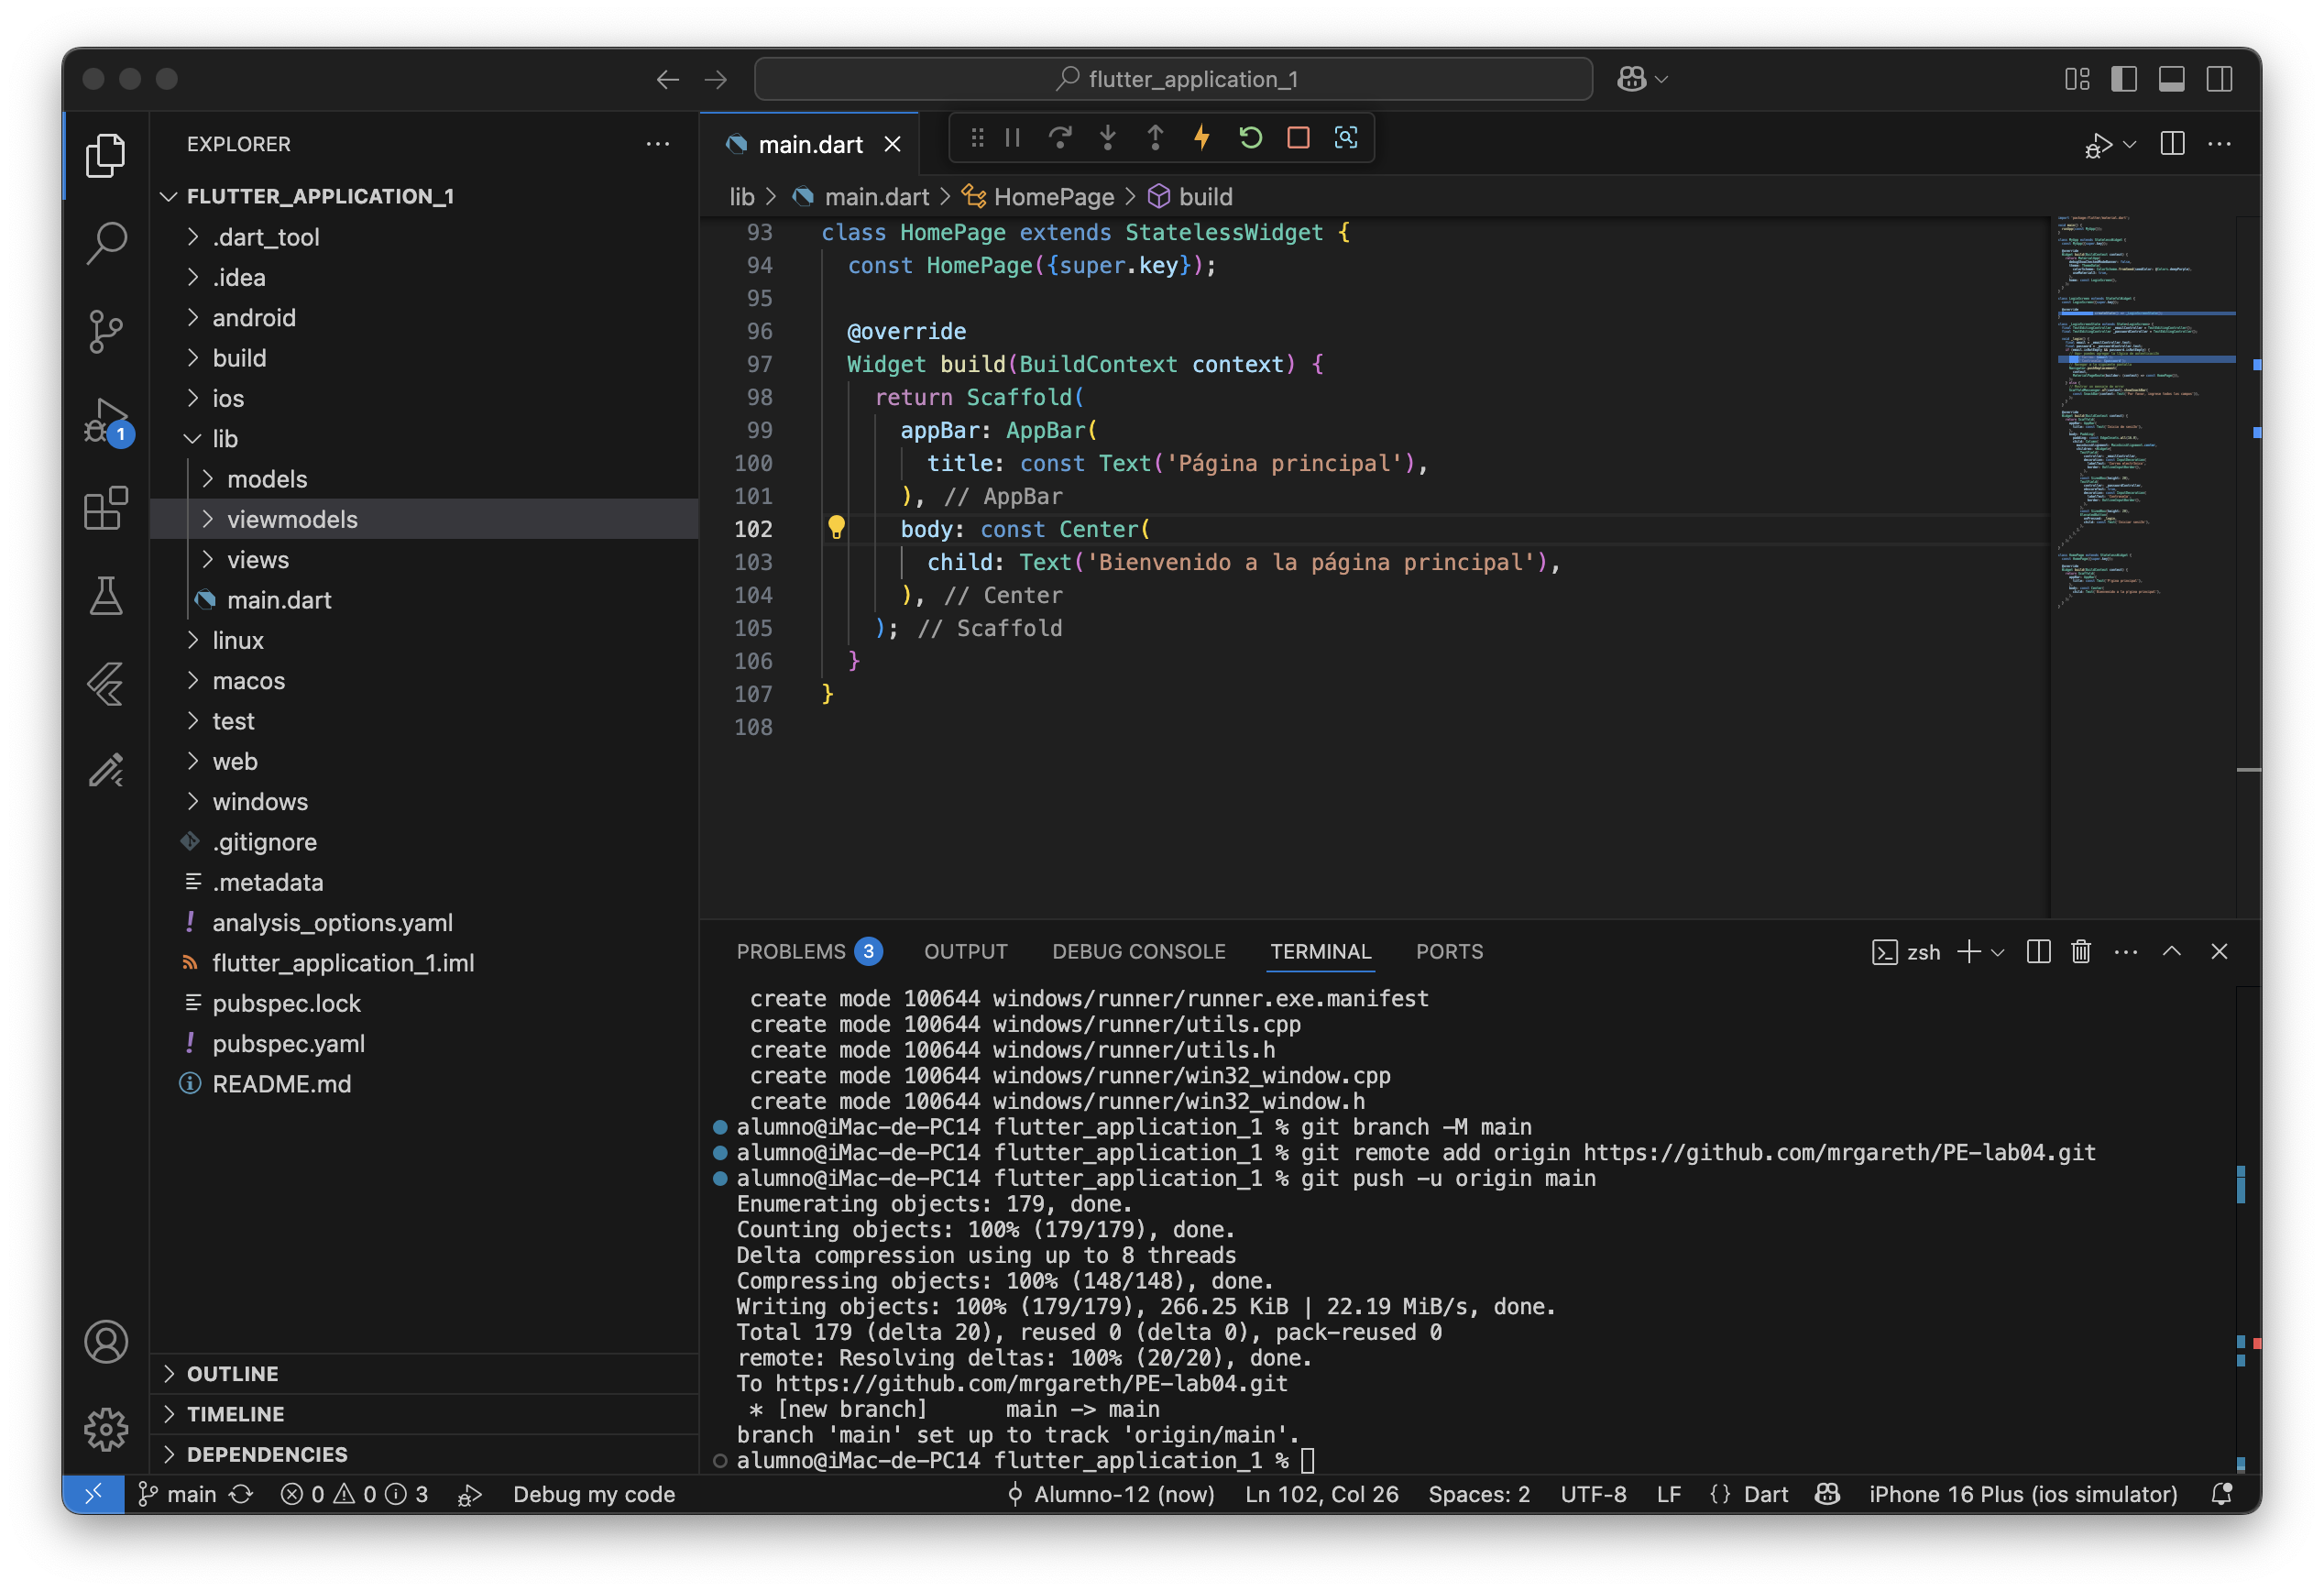 flutter_application_1
EXPLORER
FLUTTER_APPLICATION_1
.dart_tool
.idea
android
build
ios
lib
models
viewmodels
views
main.dart
linux
macos
test
web
windows
.gitignore
.metadata
analysis_options.yaml
flutter_application_1.iml
pubspec.lock
pubspec.yaml
README.md
OUTLINE
TIMELINE
DEPENDENCIES
1
main.dart
lib > main.dart > HomePage > build
93 class HomePage extends StatelessWidget {
94 const HomePage({super.key});
95
96 @override
97 Widget build(BuildContext context) {
98 return Scaffold(
99 appBar: AppBar(
100 title: const Text('Página principal'),
101 ), // AppBar
102 body: const Center(
103 child: Text('Bienvenido a la página principal'),
104 ), // Center
105 ); // Scaffold
106 }
107 }
108
PROBLEMS 3 OUTPUT DEBUG CONSOLE TERMINAL PORTS zsh
create mode 100644 windows/runner/runner.exe.manifest
create mode 100644 windows/runner/utils.cpp
create mode 100644 windows/runner/utils.h
create mode 100644 windows/runner/win32_window.cpp
create mode 100644 windows/runner/win32_window.h
alumno@iMac-de-PC14 flutter_application_1 % git branch -M main
alumno@iMac-de-PC14 flutter_application_1 % git remote add origin https://github.com/mrgareth/PE-lab04.git
alumno@iMac-de-PC14 flutter_application_1 % git push -u origin main
Enumerating objects: 179, done.
Counting objects: 100% (179/179), done.
Delta compression using up to 8 threads
Compressing objects: 100% (148/148), done.
Writing objects: 100% (179/179), 266.25 KiB | 22.19 MiB/s, done.
Total 179 (delta 20), reused 0 (delta 0), pack-reused 0
remote: Resolving deltas: 100% (20/20), done.
To https://github.com/mrgareth/PE-lab04.git
* [new branch] main -> main
branch 'main' set up to track 'origin/main'.
alumno@iMac-de-PC14 flutter_application_1 %
main 0 0 3 Debug my code Alumno-12 (now) Ln 102, Col 26 Spaces: 2 UTF-8 LF {} Dart iPhone 16 Plus (ios simulator)